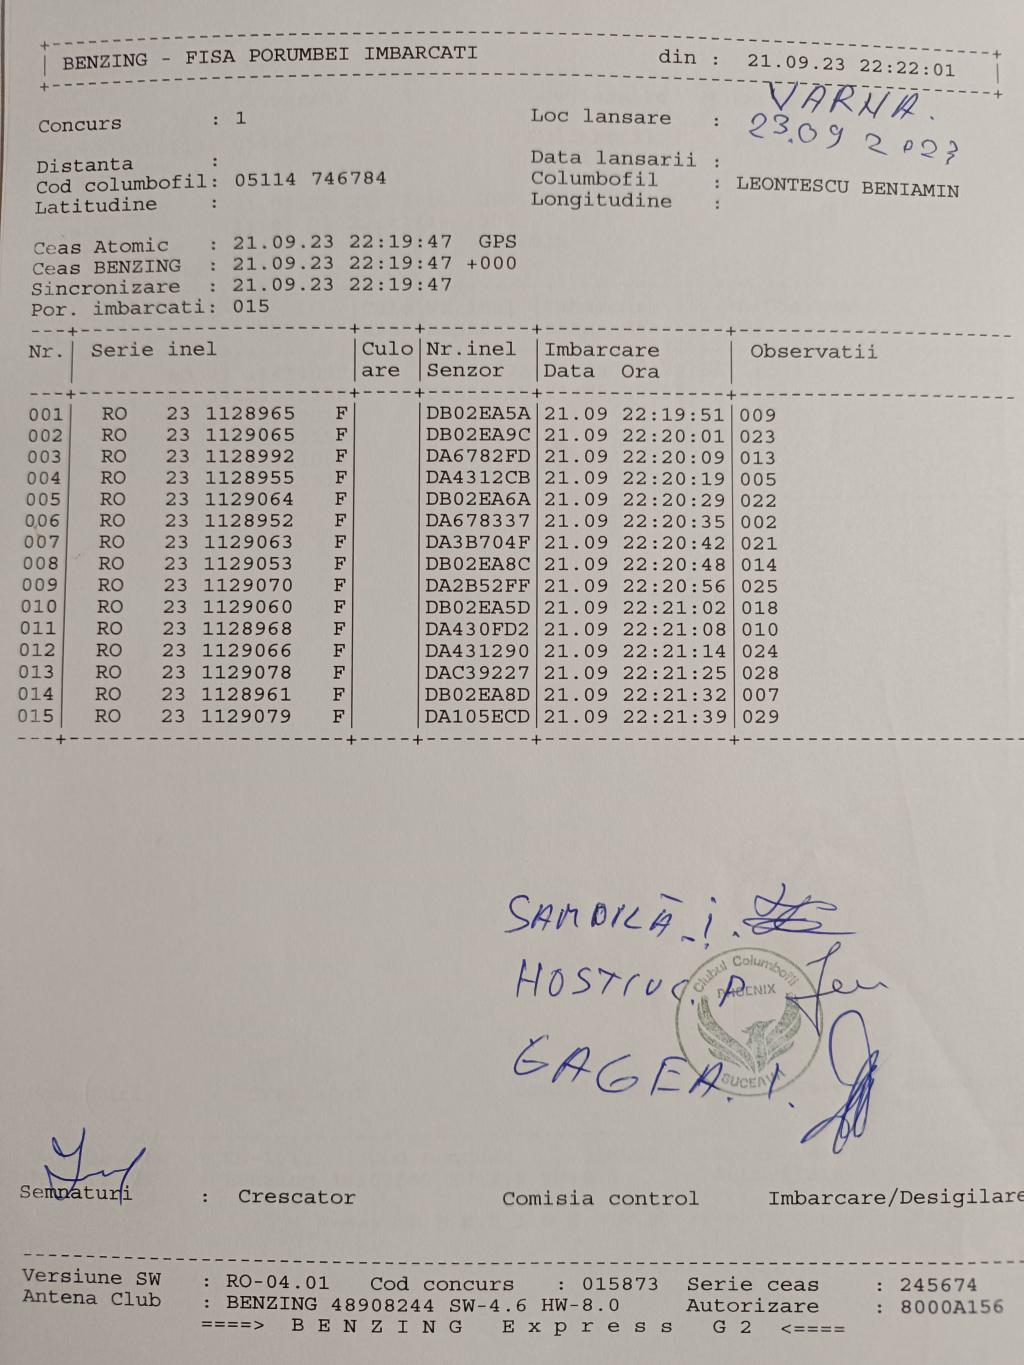 BENZING - FISA PORUMBEI IMBARCATI din : 21.09.23 22:22:01
Concurs : 1 Loc lansare : VARNA.
23.09 2023
Distanta : Data lansarii :
Cod columbofil: 05114 746784 Columbofil : LEONTESCU BENIAMIN
Latitudine : Longitudine :
Ceas Atomic : 21.09.23 22:19:47 GPS
Ceas BENZING : 21.09.23 22:19:47 +000
Sincronizare : 21.09.23 22:19:47
Por. imbarcati: 015
Nr. Serie inel Culo Nr.inel Imbarcare Observatii
are Senzor Data Ora
001 RO 23 1128965 F DB02EA5A 21.09 22:19:51 009
002 RO 23 1129065 F DB02EA9C 21.09 22:20:01 023
003 RO 23 1128992 F DA6782FD 21.09 22:20:09 013
004 RO 23 1128955 F DA4312CB 21.09 22:20:19 005
005 RO 23 1129064 F DB02EA6A 21.09 22:20:29 022
006 RO 23 1128952 F DA678337 21.09 22:20:35 002
007 RO 23 1129063 F DA3B704F 21.09 22:20:42 021
008 RO 23 1129053 F DB02EA8C 21.09 22:20:48 014
009 RO 23 1129070 F DA2B52FF 21.09 22:20:56 025
010 RO 23 1129060 F DB02EA5D 21.09 22:21:02 018
011 RO 23 1128968 F DA430FD2 21.09 22:21:08 010
012 RO 23 1129066 F DA431290 21.09 22:21:14 024
013 RO 23 1129078 F DAC39227 21.09 22:21:25 028
014 RO 23 1128961 F DB02EA8D 21.09 22:21:32 007
015 RO 23 1129079 F DA105ECD 21.09 22:21:39 029
SAMOILĂ I.
HOSTIUC. P
GAGEA. I.
Clubul Columbofil
PHOENIX
SUCEAVA
Semnaturi : Crescator Comisia control Imbarcare/Desigilare
Versiune SW : RO-04.01 Cod concurs : 015873 Serie ceas : 245674
Antena Club : BENZING 48908244 SW-4.6 HW-8.0 Autorizare : 8000A156
====> B E N Z I N G E x p r e s s G 2 <====